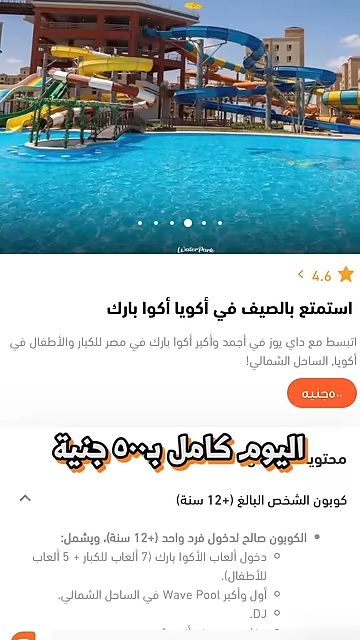 WaterPark
4.6
استمتع بالصيف في أكويا أكوا بارك
اتبسط مع داي يوز في أجمد وأكبر أكوا بارك في مصر للكبار والأطفال في
أكويا، الساحل الشمالي!
٥٠٠جنيه
محتوي
اليوم كامل بـ٥٠٠ جنية
كوبون الشخص البالغ (+12 سنة)
الكوبون صالح لدخول فرد واحد (+12 سنة)، ويشمل:
دخول ألعاب الأكوا بارك (7 ألعاب للكبار + 5 ألعاب
للأطفال).
أول وأكبر Wave Pool في الساحل الشمالي.
DJ.